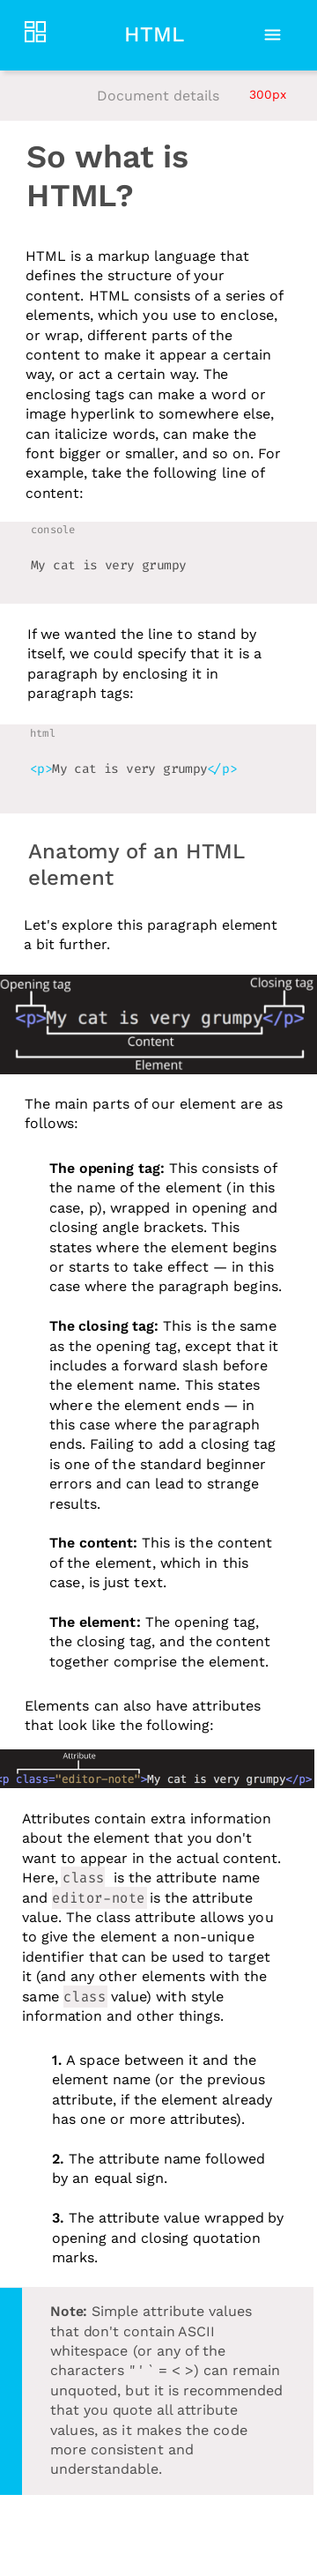 HTML
Document details 300px
So what is
HTML?
HTML is a markup language that
defines the structure of your
content. HTML consists of a series of
elements, which you use to enclose,
or wrap, different parts of the
content to make it appear a certain
way, or act a certain way. The
enclosing tags can make a word or
image hyperlink to somewhere else,
can italicize words, can make the
font bigger or smaller, and so on. For
example, take the following line of
content:
console
My cat is very grumpy
If we wanted the line to stand by
itself, we could specify that it is a
paragraph by enclosing it in
paragraph tags:
html
<p>My cat is very grumpy</p>
Anatomy of an HTML
element
Let's explore this paragraph element
a bit further.
Opening tag Closing tag
<p>My cat is very grumpy</p>
Content
Element
The main parts of our element are as
follows:
The opening tag: This consists of
the name of the element (in this
case, p), wrapped in opening and
closing angle brackets. This
states where the element begins
or starts to take effect — in this
case where the paragraph begins.
The closing tag: This is the same
as the opening tag, except that it
includes a forward slash before
the element name. This states
where the element ends — in
this case where the paragraph
ends. Failing to add a closing tag
is one of the standard beginner
errors and can lead to strange
results.
The content: This is the content
of the element, which in this
case, is just text.
The element: The opening tag,
the closing tag, and the content
together comprise the element.
Elements can also have attributes
that look like the following:
Attribute
<p class="editor-note">My cat is very grumpy</p>
Attributes contain extra information
about the element that you don't
want to appear in the actual content.
Here, class is the attribute name
and editor-note is the attribute
value. The class attribute allows you
to give the element a non-unique
identifier that can be used to target
it (and any other elements with the
same class value) with style
information and other things.
1. A space between it and the
element name (or the previous
attribute, if the element already
has one or more attributes).
2. The attribute name followed
by an equal sign.
3. The attribute value wrapped by
opening and closing quotation
marks.
Note: Simple attribute values
that don't contain ASCII
whitespace (or any of the
characters " ' ` = < >) can remain
unquoted, but it is recommended
that you quote all attribute
values, as it makes the code
more consistent and
understandable.